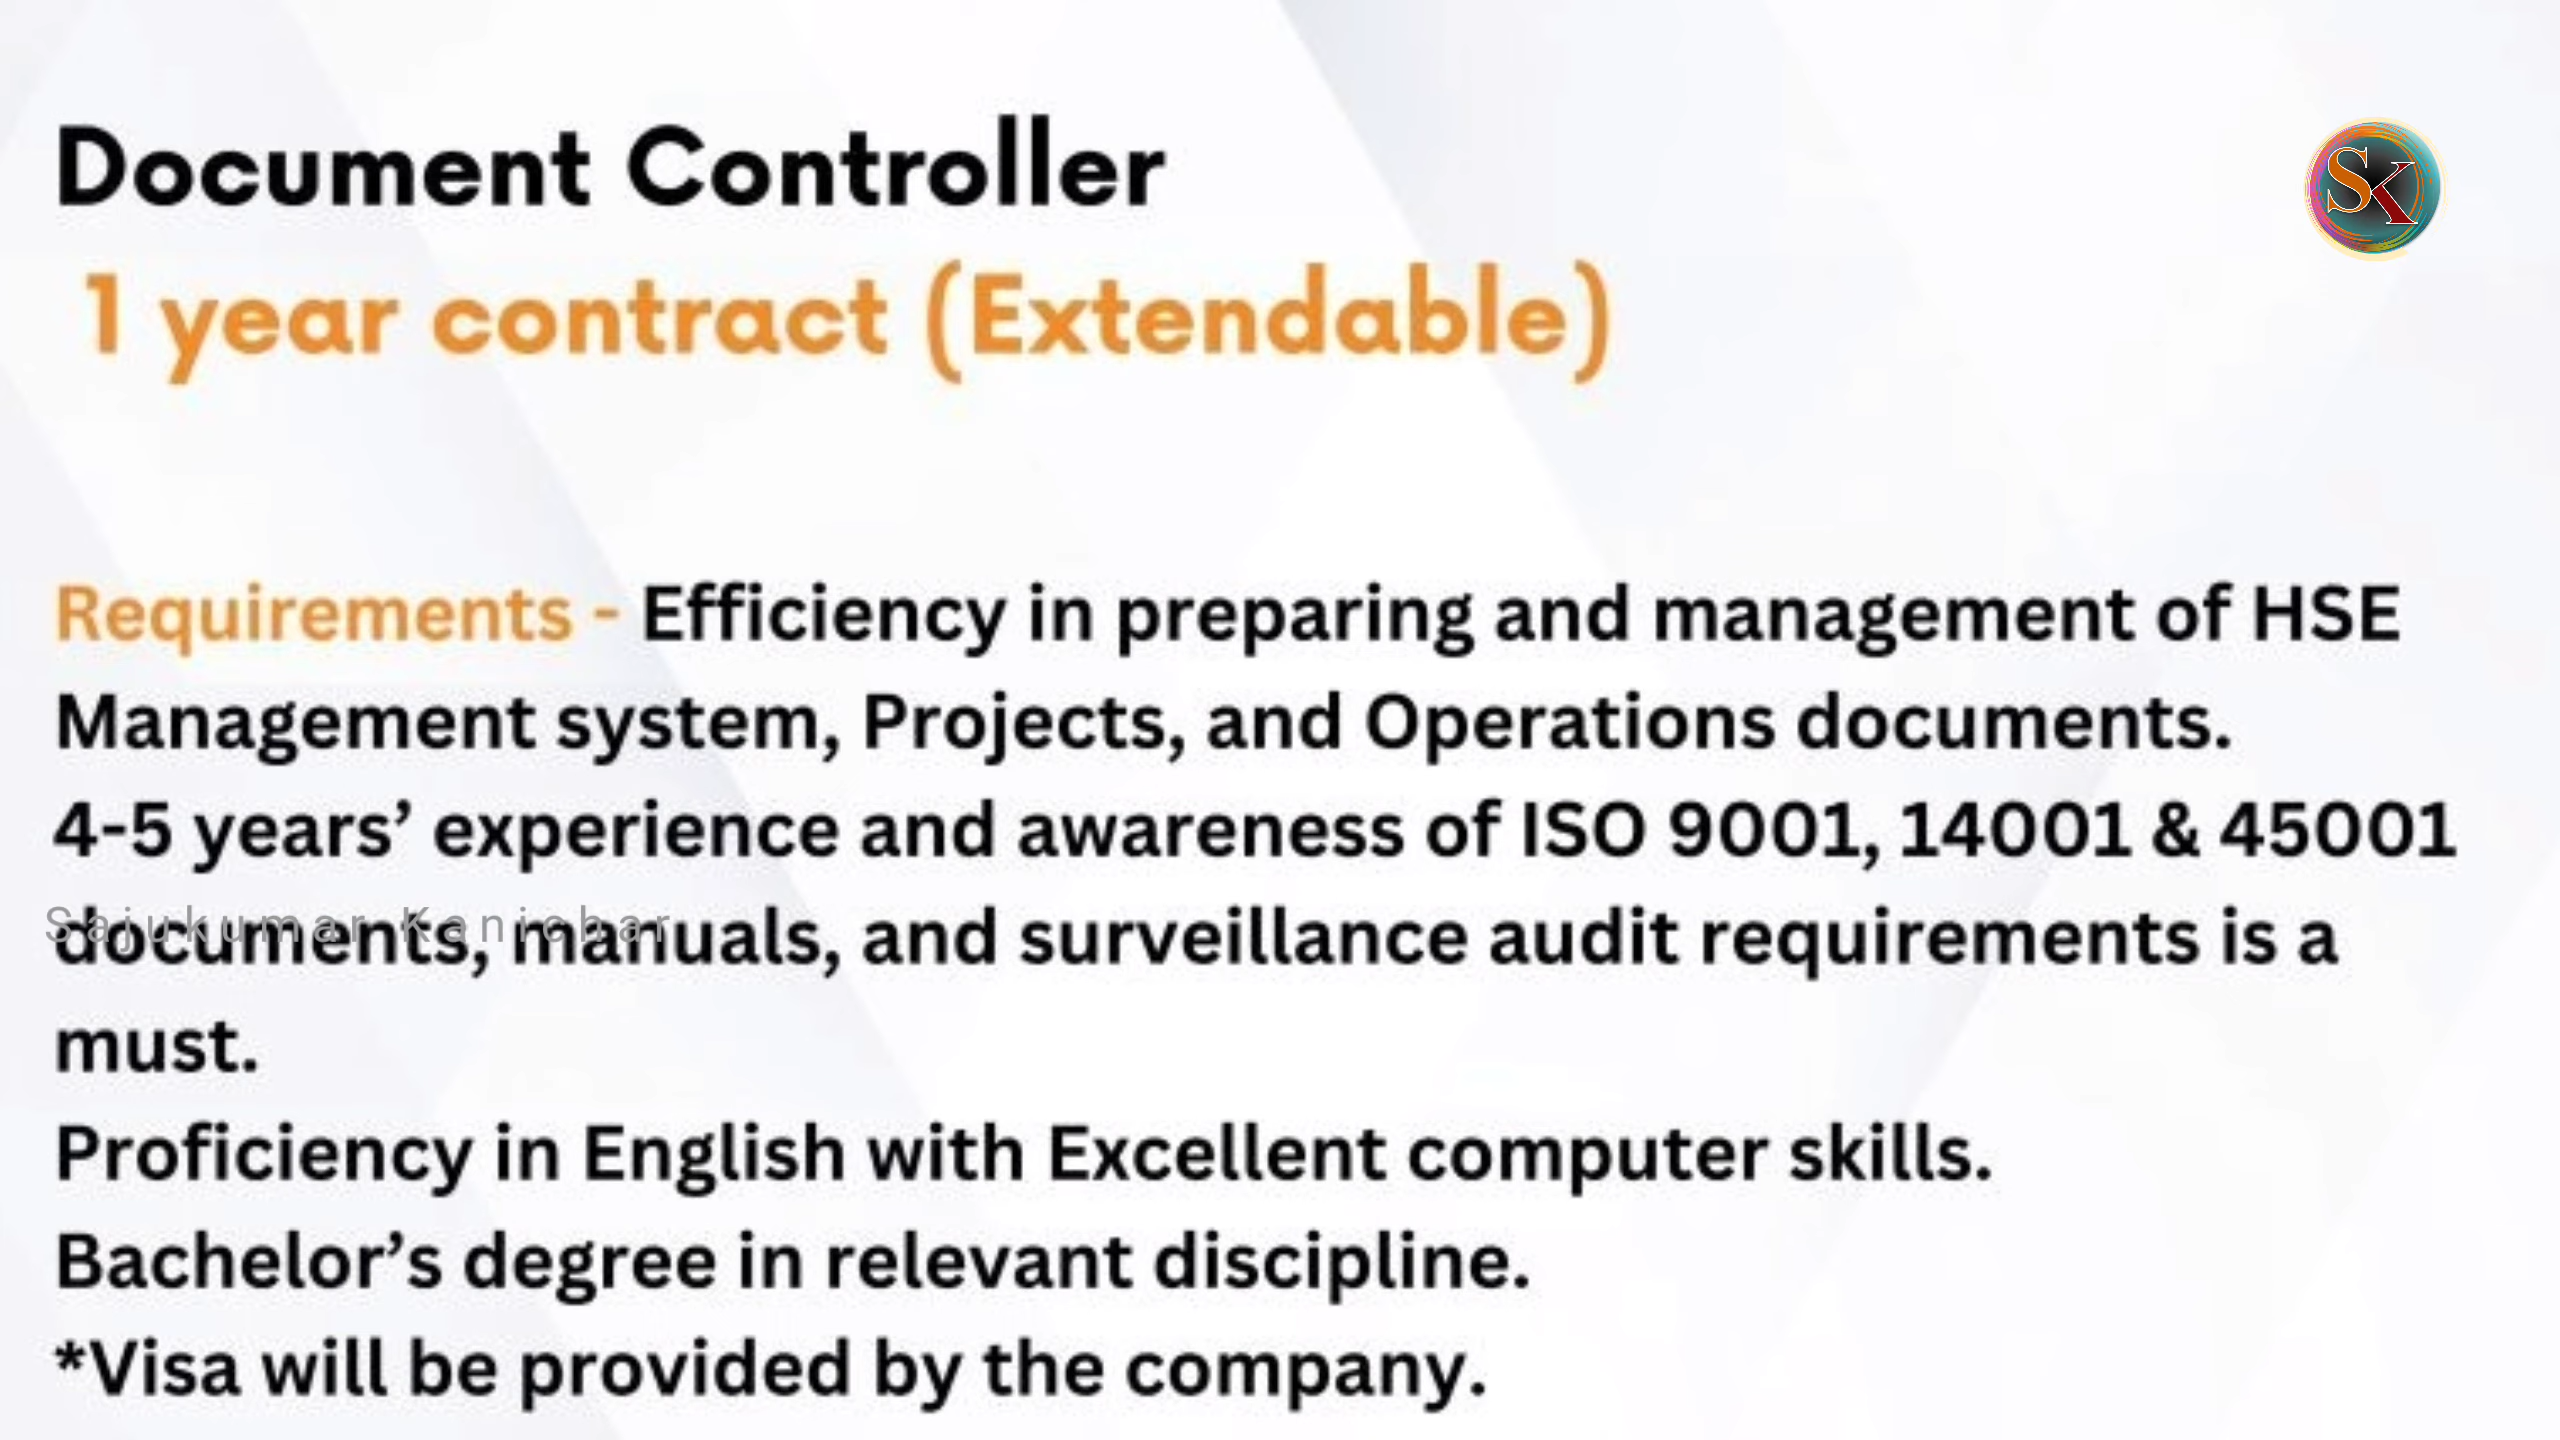 Document Controller
SK
1 year contract (Extendable)
Requirements - Efficiency in preparing and management of HSE
Management system, Projects, and Operations documents.
4-5 years’ experience and awareness of ISO 9001, 14001 & 45001
documents, manuals, and surveillance audit requirements is a
Sajukumar
must.
Proficiency in English with Excellent computer skills.
Bachelor’s degree in relevant discipline.
*Visa will be provided by the company.